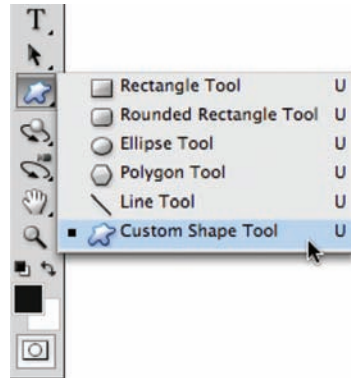 T
Rectangle Tool U
Rounded Rectangle Tool U
Ellipse Tool U
Polygon Tool U
Line Tool U
Custom Shape Tool U